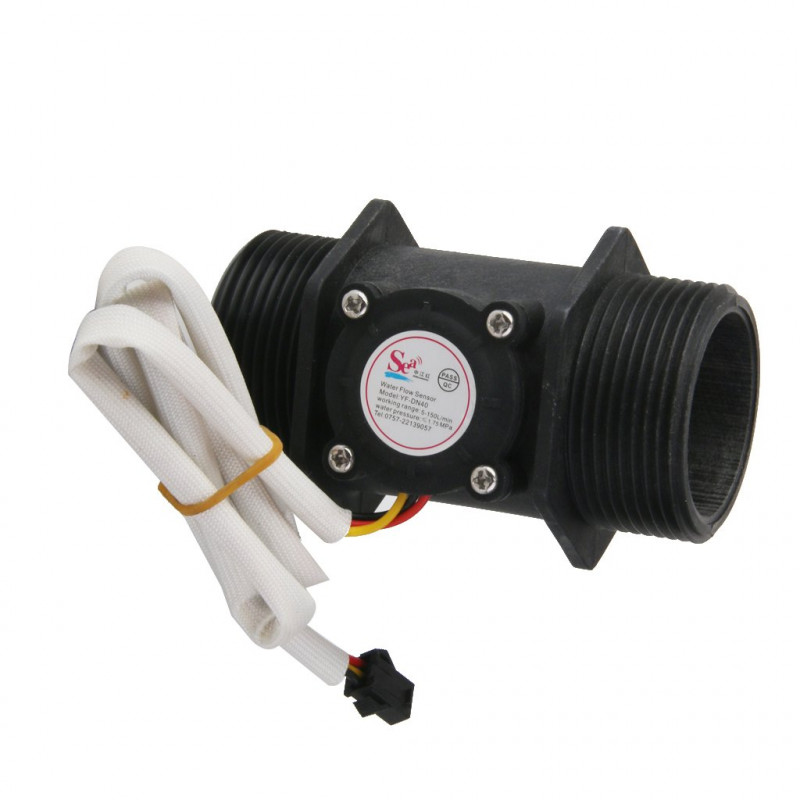 Sea
PASS
QC
Water Flow Sensor
Model: YF-DN40
working range: 5-150L/min
water pressure: ≤1.75MPa
Tel 0757-22139057